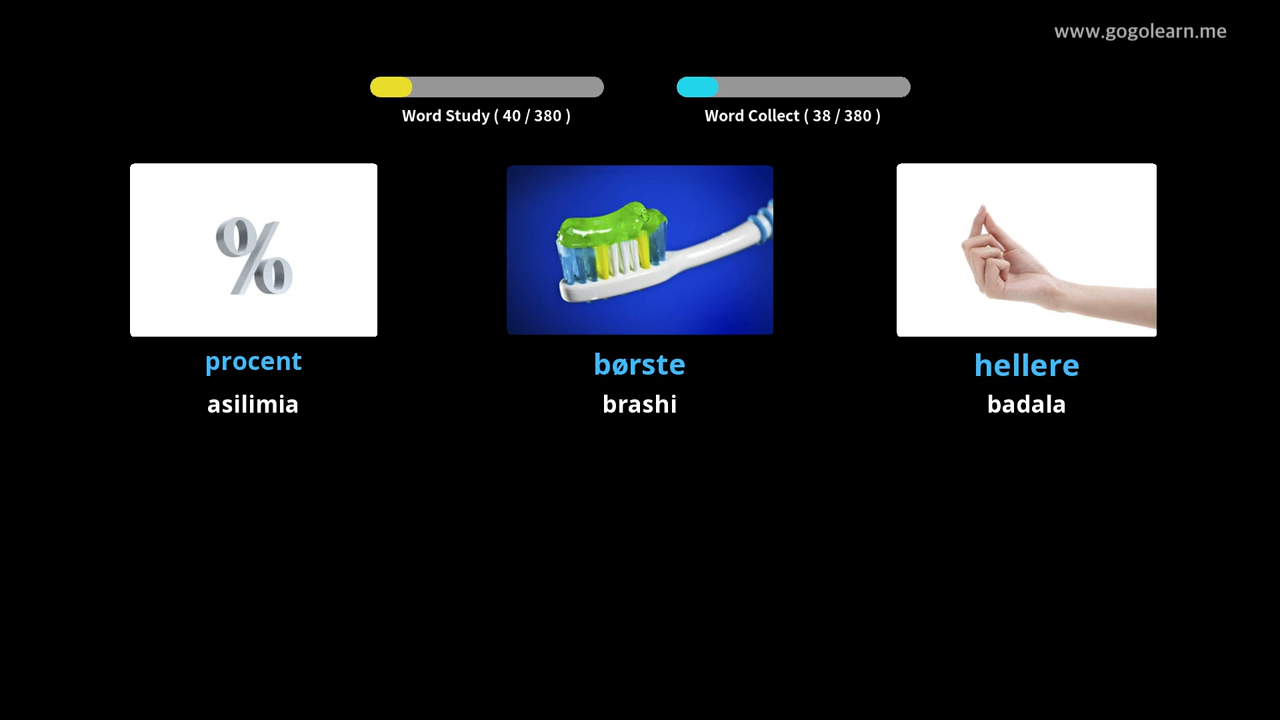 www.gogolearn.me
Word Study ( 40 / 380 )
Word Collect ( 38 / 380 )
%
procent
børste
hellere
asilimia
brashi
badala